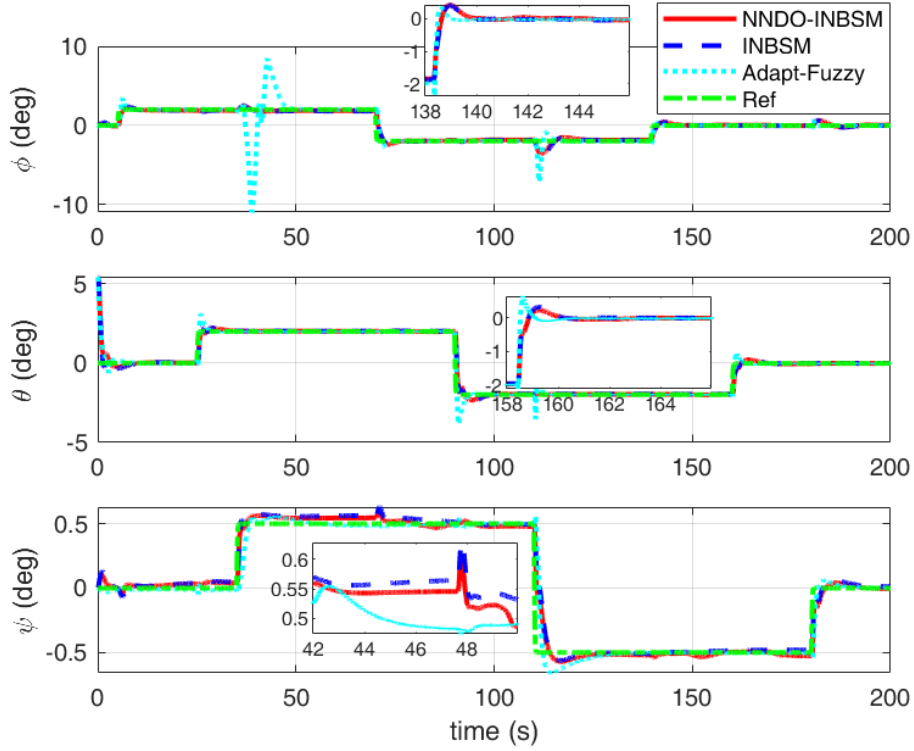 NNDO-INBSM
INBSM
Adapt-Fuzzy
Ref
0
-1
-2
138 140 142 144
10
0
-10
ϕ (deg)
0 50 100 150 200
5
0
-5
θ (deg)
0
-1
-2
158 160 162 164
0 50 100 150 200
0.5
0
-0.5
ψ (deg)
0.6
0.55
0.5
42 44 46 48
0 50 100 150 200
time (s)